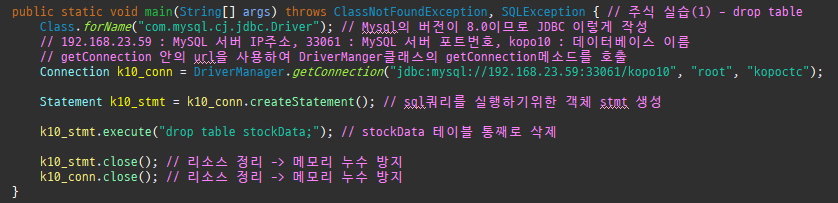 public static void main(String[] args) throws ClassNotFoundException, SQLException { // 주식 실습(1) - drop table
Class.forName("com.mysql.cj.jdbc.Driver"); // Mysql의 버전이 8.0이므로 JDBC 이렇게 작성
// 192.168.23.59 : MySQL 서버 IP주소, 33061 : MySQL 서버 포트번호, kopo10 : 데이터베이스 이름
// getConnection 안의 url을 사용하여 DriverManger클래스의 getConnection메소드를 호출
Connection k10_conn = DriverManager.getConnection("jdbc:mysql://192.168.23.59:33061/kopo10", "root", "kopoctc");
Statement k10_stmt = k10_conn.createStatement(); // sql쿼리를 실행하기위한 객체 stmt 생성
k10_stmt.execute("drop table stockData;"); // stockData 테이블 통째로 삭제
k10_stmt.close(); // 리소스 정리 -> 메모리 누수 방지
k10_conn.close(); // 리소스 정리 -> 메모리 누수 방지
}